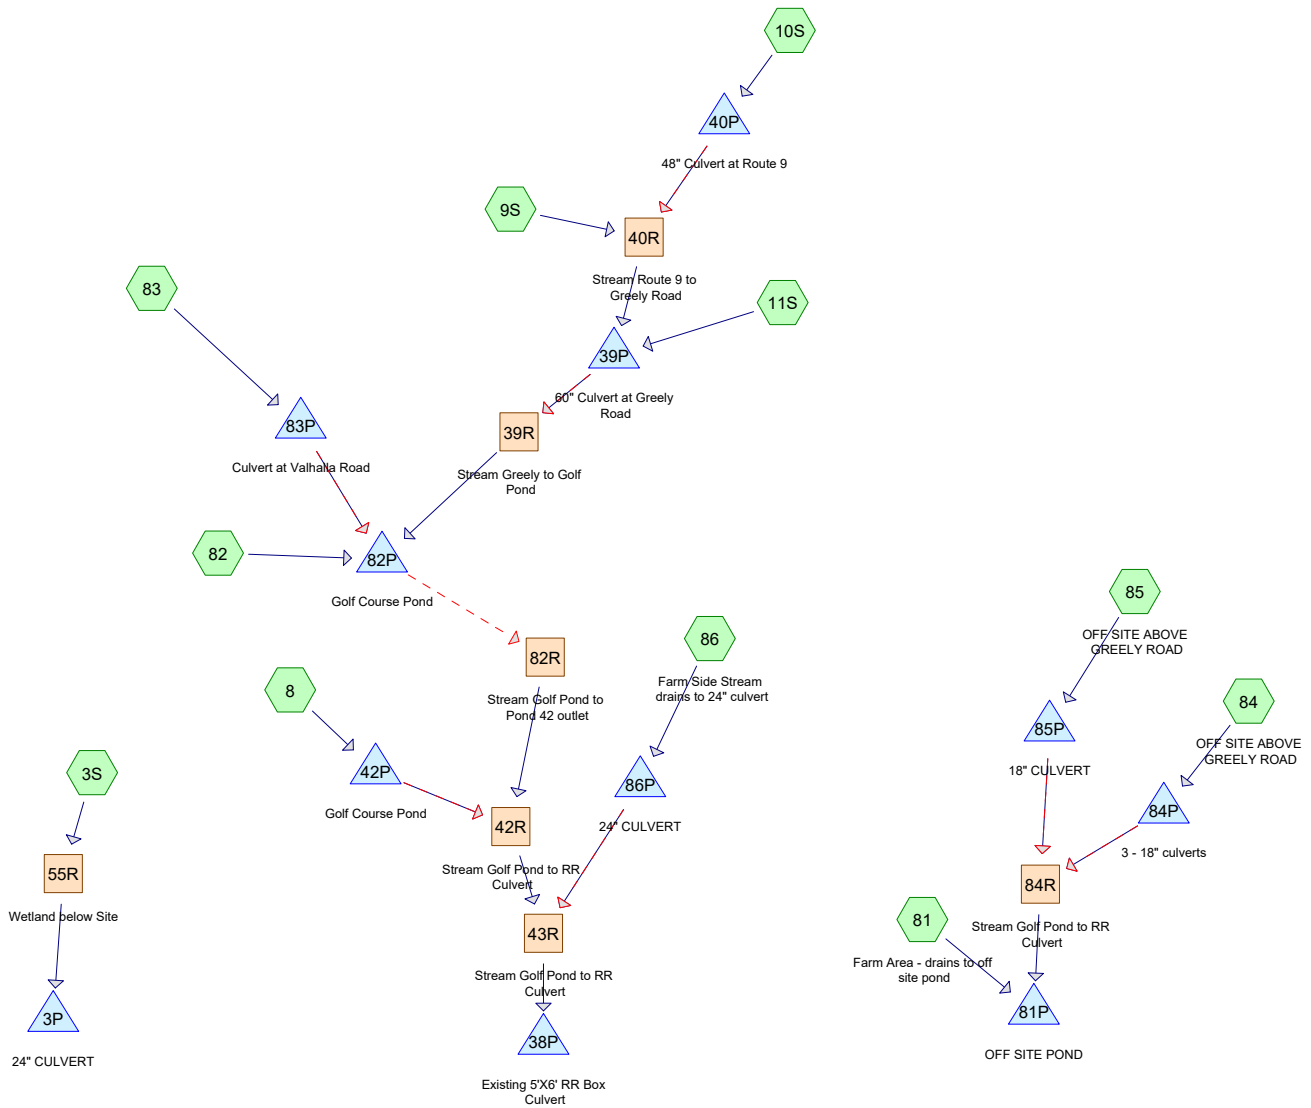 10S
40P
48" Culvert at Route 9
9S
40R
Stream Route 9 to
Greely Road
83
11S
39P
60" Culvert at Greely
Road
83P
39R
Culvert at Valhalla Road
Stream Greely to Golf
Pond
82
82P
Golf Course Pond
85
OFF SITE ABOVE
GREELY ROAD
86
Farm Side Stream
drains to 24" culvert
82R
Stream Golf Pond to
Pond 42 outlet
8
84
OFF SITE ABOVE
GREELY ROAD
85P
18" CULVERT
3S
42P
Golf Course Pond
86P
24" CULVERT
84P
3 - 18" culverts
42R
Stream Golf Pond to RR
Culvert
55R
Wetland below Site
84R
Stream Golf Pond to RR
Culvert
81
Farm Area - drains to off
site pond
43R
Stream Golf Pond to RR
Culvert
3P
24" CULVERT
81P
OFF SITE POND
38P
Existing 5'X6' RR Box
Culvert